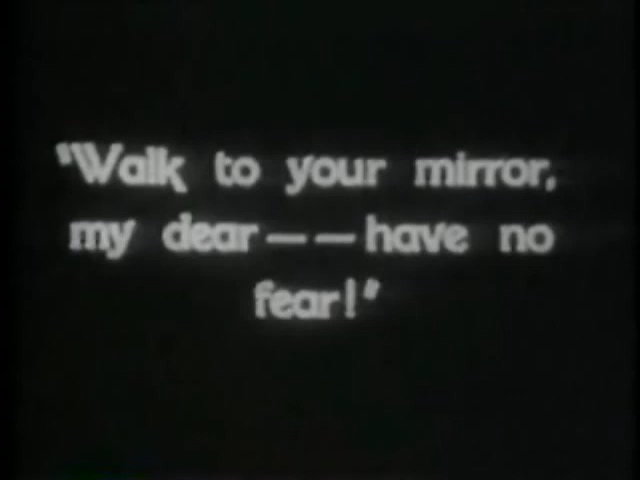 "Walk to your mirror,
my dear — — have no
fear!"